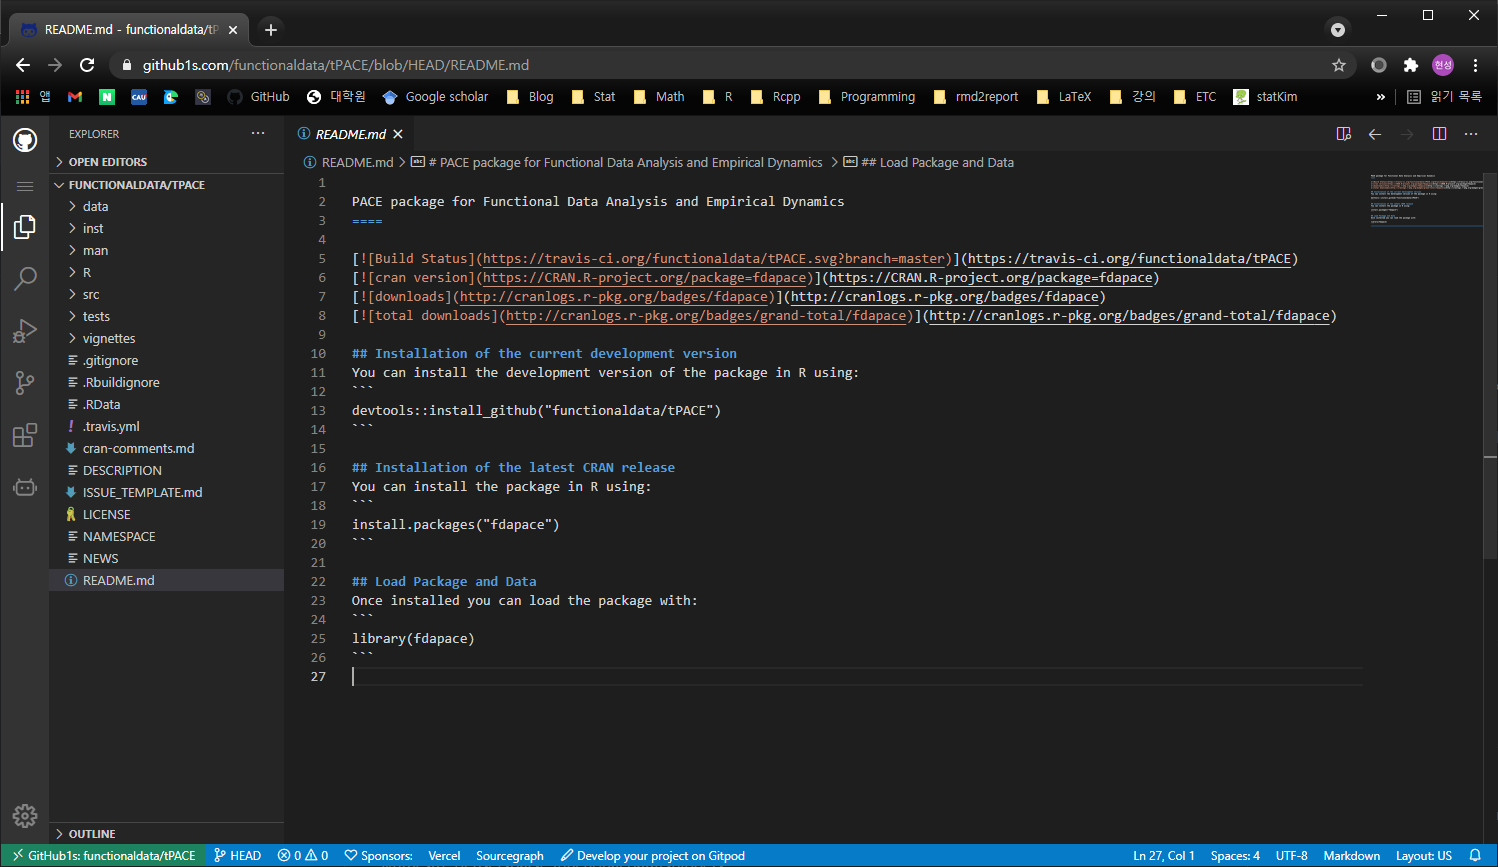 README.md - functionaldata/tP
github1s.com/functionaldata/tPACE/blob/HEAD/README.md
현성
앱
N
CAU
GitHub
대학원
Google scholar
Blog
Stat
Math
R
Rcpp
Programming
rmd2report
LaTeX
강의
ETC
statKim
»
읽기 목록
EXPLORER
README.md
OPEN EDITORS
README.md > # PACE package for Functional Data Analysis and Empirical Dynamics > ## Load Package and Data
FUNCTIONALDATA/TPACE
data
inst
man
R
src
tests
vignettes
.gitignore
.Rbuildignore
.RData
.travis.yml
cran-comments.md
DESCRIPTION
ISSUE_TEMPLATE.md
LICENSE
NAMESPACE
NEWS
README.md
OUTLINE
1
2 PACE package for Functional Data Analysis and Empirical Dynamics
3 ====
4
5 [![Build Status](https://travis-ci.org/functionaldata/tPACE.svg?branch=master)](https://travis-ci.org/functionaldata/tPACE)
6 [![cran version](https://CRAN.R-project.org/package=fdapace)](https://CRAN.R-project.org/package=fdapace)
7 [![downloads](http://cranlogs.r-pkg.org/badges/fdapace)](http://cranlogs.r-pkg.org/badges/fdapace)
8 [![total downloads](http://cranlogs.r-pkg.org/badges/grand-total/fdapace)](http://cranlogs.r-pkg.org/badges/grand-total/fdapace)
9
10 ## Installation of the current development version
11 You can install the development version of the package in R using:
12 ```
13 devtools::install_github("functionaldata/tPACE")
14 ```
15
16 ## Installation of the latest CRAN release
17 You can install the package in R using:
18 ```
19 install.packages("fdapace")
20 ```
21
22 ## Load Package and Data
23 Once installed you can load the package with:
24 ```
25 library(fdapace)
26 ```
27
GitHub1s: functionaldata/tPACE
HEAD
0
0
Sponsors:
Vercel
Sourcegraph
Develop your project on Gitpod
Ln 27, Col 1
Spaces: 4
UTF-8
Markdown
Layout: US